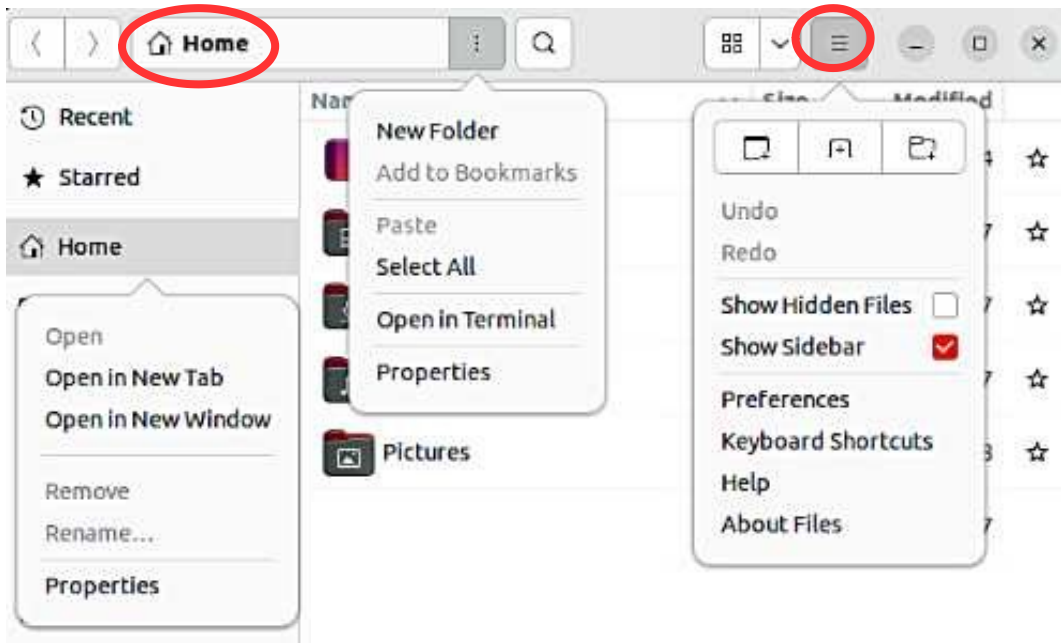 Home
Recent
Starred
Home
Open
Open in New Tab
Open in New Window
Remove
Rename...
Properties
New Folder
Add to Bookmarks
Paste
Select All
Open in Terminal
Properties
Pictures
Size
Modified
Undo
Redo
Show Hidden Files
Show Sidebar
Preferences
Keyboard Shortcuts
Help
About Files